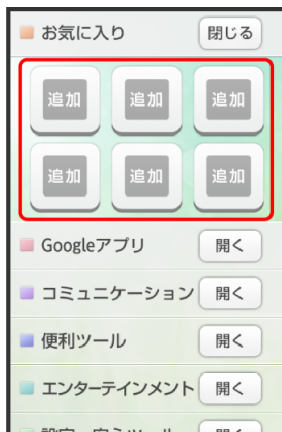 お気に入り 閉じる
追加 追加 追加
追加 追加 追加
Googleアプリ 開く
コミュニケーション 開く
便利ツール 開く
エンターテインメント 開く